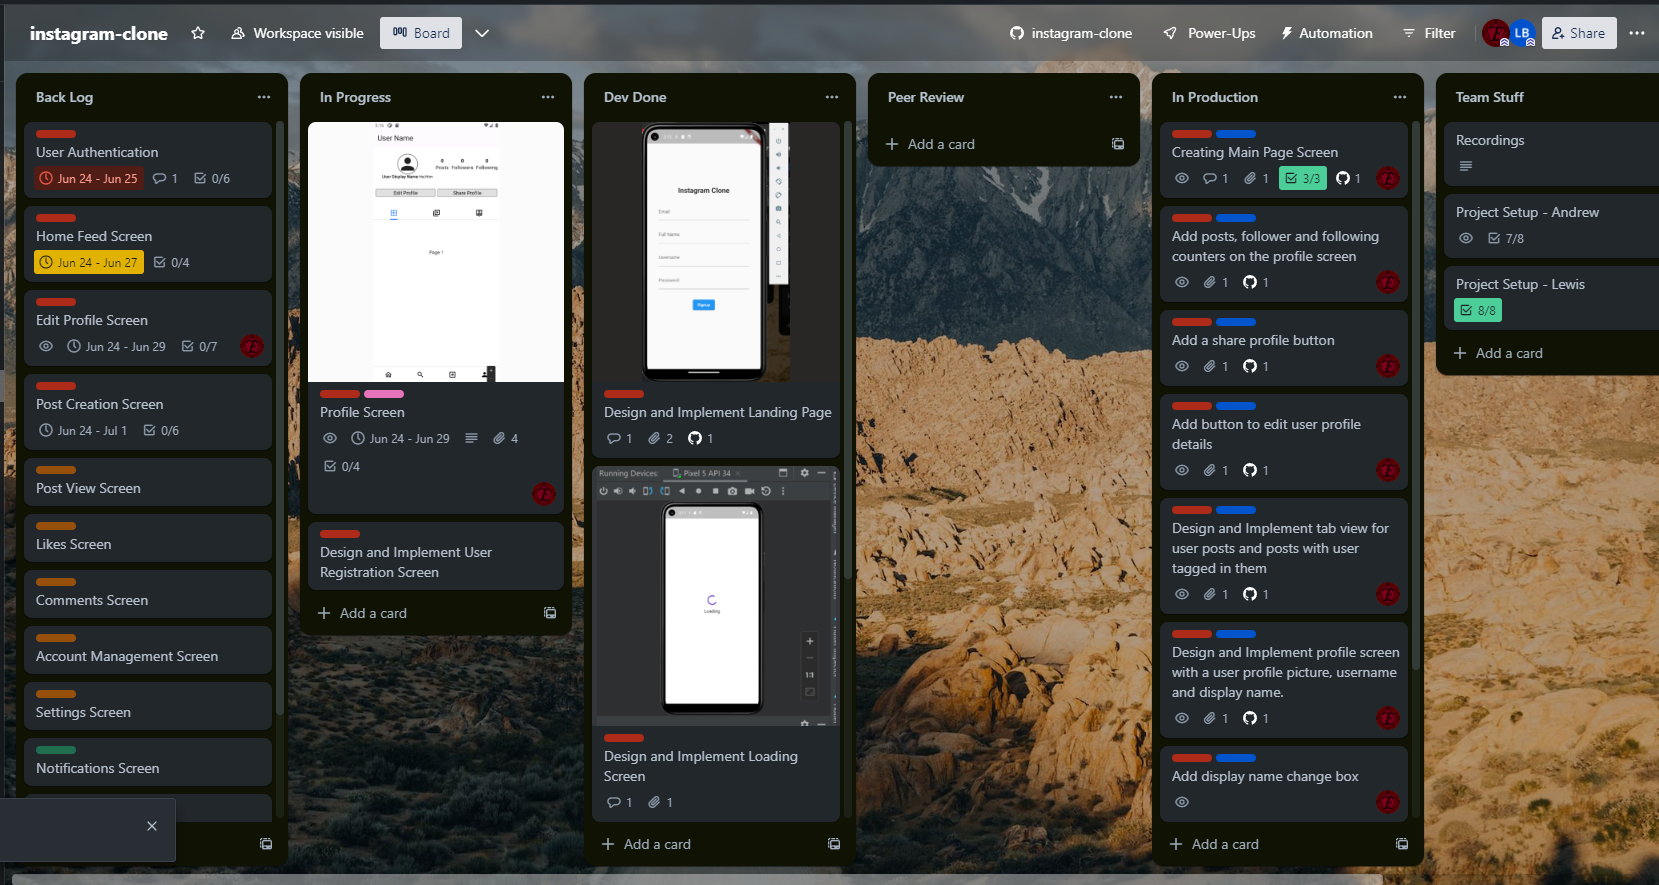 instagram-clone
Workspace visible
Board
instagram-clone
Power-Ups
Automation
Filter
LB
Share
Back Log
User Authentication
Jun 24 - Jun 25
1
0/6
Home Feed Screen
Jun 24 - Jun 27
0/4
Edit Profile Screen
Jun 24 - Jun 29
0/7
Post Creation Screen
Jun 24 - Jul 1
0/6
Post View Screen
Likes Screen
Comments Screen
Account Management Screen
Settings Screen
Notifications Screen
In Progress
User Name
0 0 0
Posts Followers Following
User Display Name
Edit Profile
Share Profile
Page 1
Profile Screen
Jun 24 - Jun 29
4
0/4
Design and Implement User
Registration Screen
Add a card
Dev Done
Instagram Clone
Email
Full Name
Username
Password
Signup
Design and Implement Landing Page
1
2
1
Running Devices:
Pixel 5 API 34
Loading
1:1
Design and Implement Loading
Screen
1
1
Add a card
Peer Review
Add a card
In Production
Creating Main Page Screen
1
1
3/3
1
Add posts, follower and following
counters on the profile screen
1
1
Add a share profile button
1
1
Add button to edit user profile
details
1
1
Design and Implement tab view for
user posts and posts with user
tagged in them
1
1
Design and Implement profile screen
with a user profile picture, username
and display name.
1
1
Add display name change box
Add a card
Team Stuff
Recordings
Project Setup - Andrew
7/8
Project Setup - Lewis
8/8
Add a card